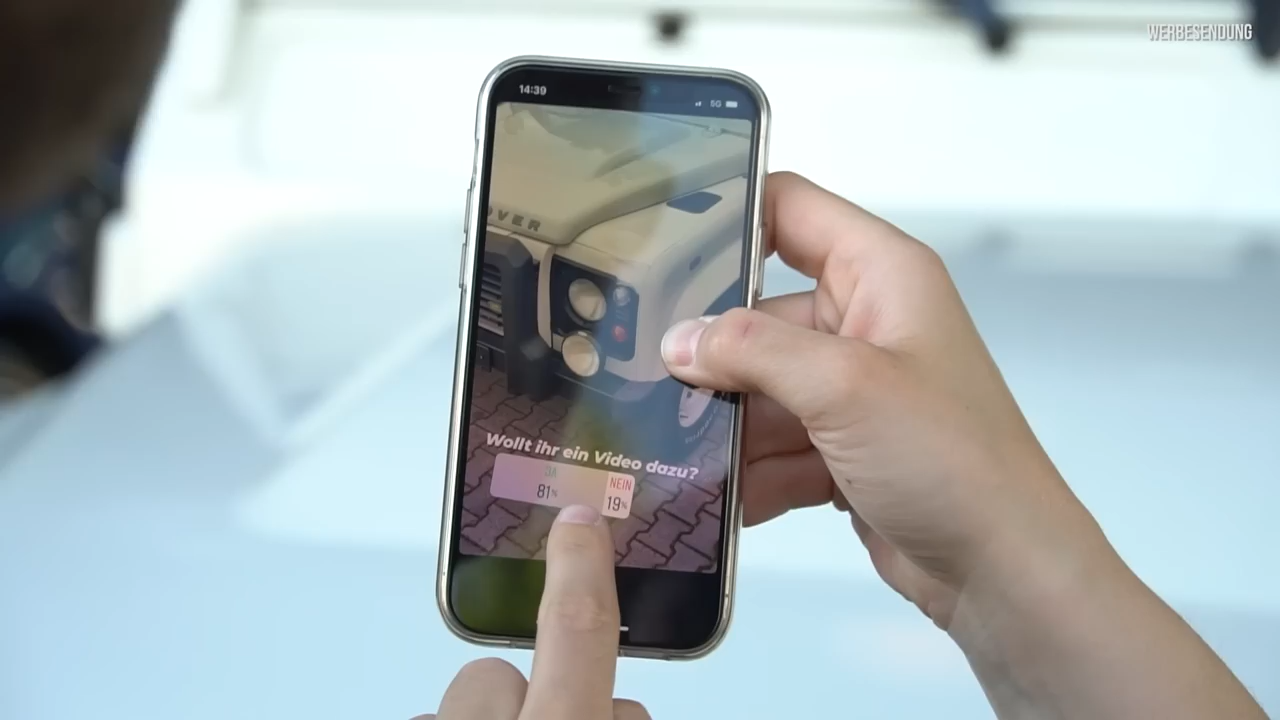 WERBESENDUNG
14:39
5G
OVER
Wollt ihr ein Video dazu?
JA
NEIN
81%
19%